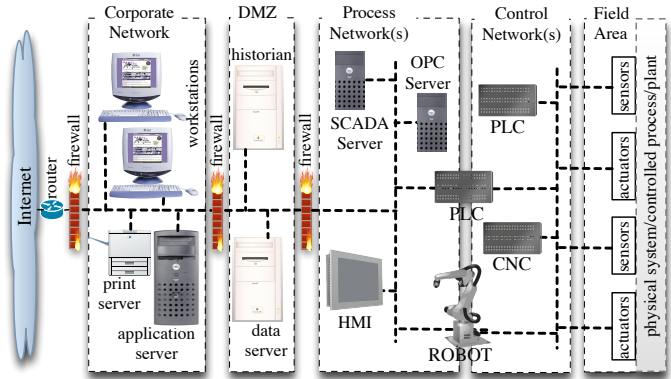 Corporate
Network
DMZ
Process
Network(s)
Control
Network(s)
Field
Area
Internet
router
firewall
workstations
print
server
application
server
firewall
historian
data
server
firewall
SCADA
Server
OPC
Server
HMI
PLC
PLC
CNC
ROBOT
sensors
actuators
sensors
actuators
physical system/controlled process/plant